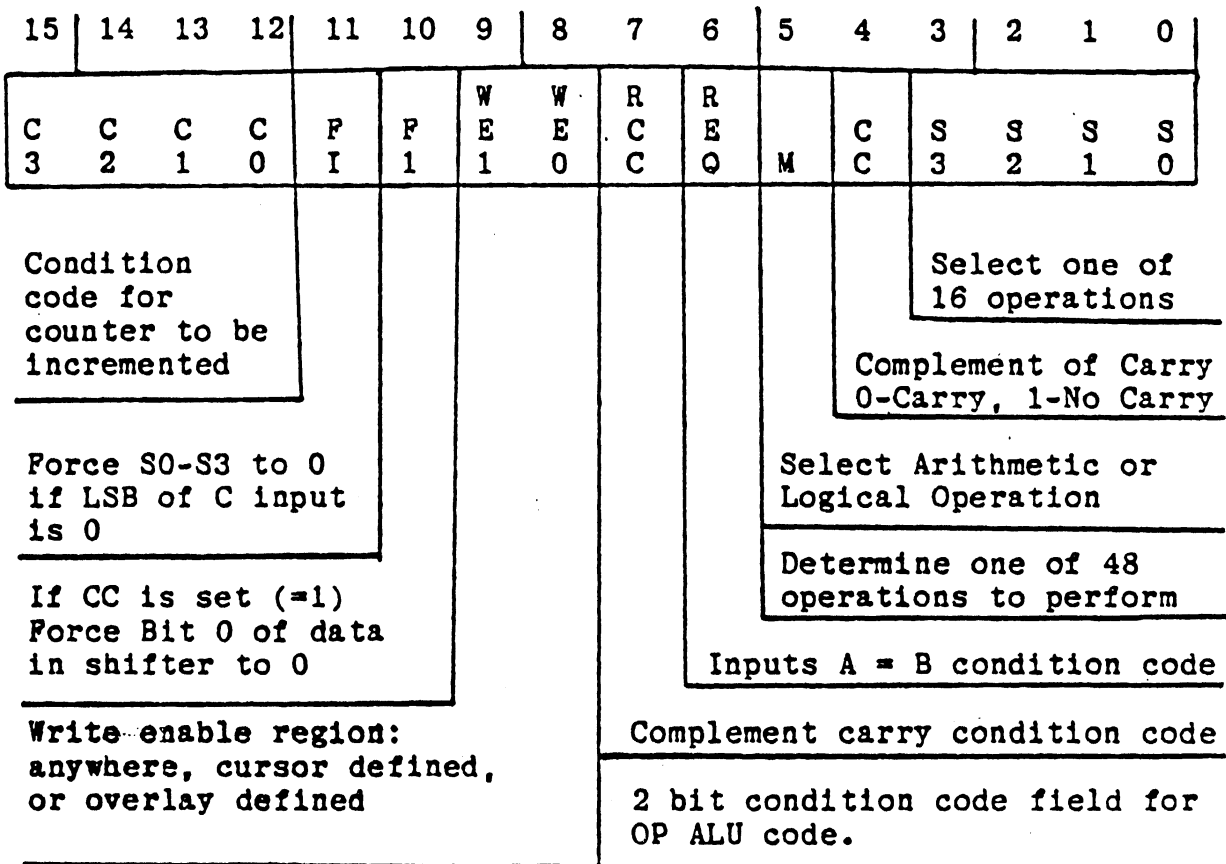 15 14 13 12 11 10 9 8 7 6 5 4 3 2 1 0
W W R R
C C C C F F E E C E C S S S S
3 2 1 0 I 1 1 0 C Q M C 3 2 1 0
Condition
code for
counter to be
incremented
Select one of
16 operations
Complement of Carry
0-Carry, 1-No Carry
Force S0-S3 to 0
if LSB of C input
is 0
Select Arithmetic or
Logical Operation
Determine one of 48
operations to perform
If CC is set (=1)
Force Bit 0 of data
in shifter to 0
Inputs A = B condition code
Write enable region:
anywhere, cursor defined,
or overlay defined
Complement carry condition code
2 bit condition code field for
OP ALU code.